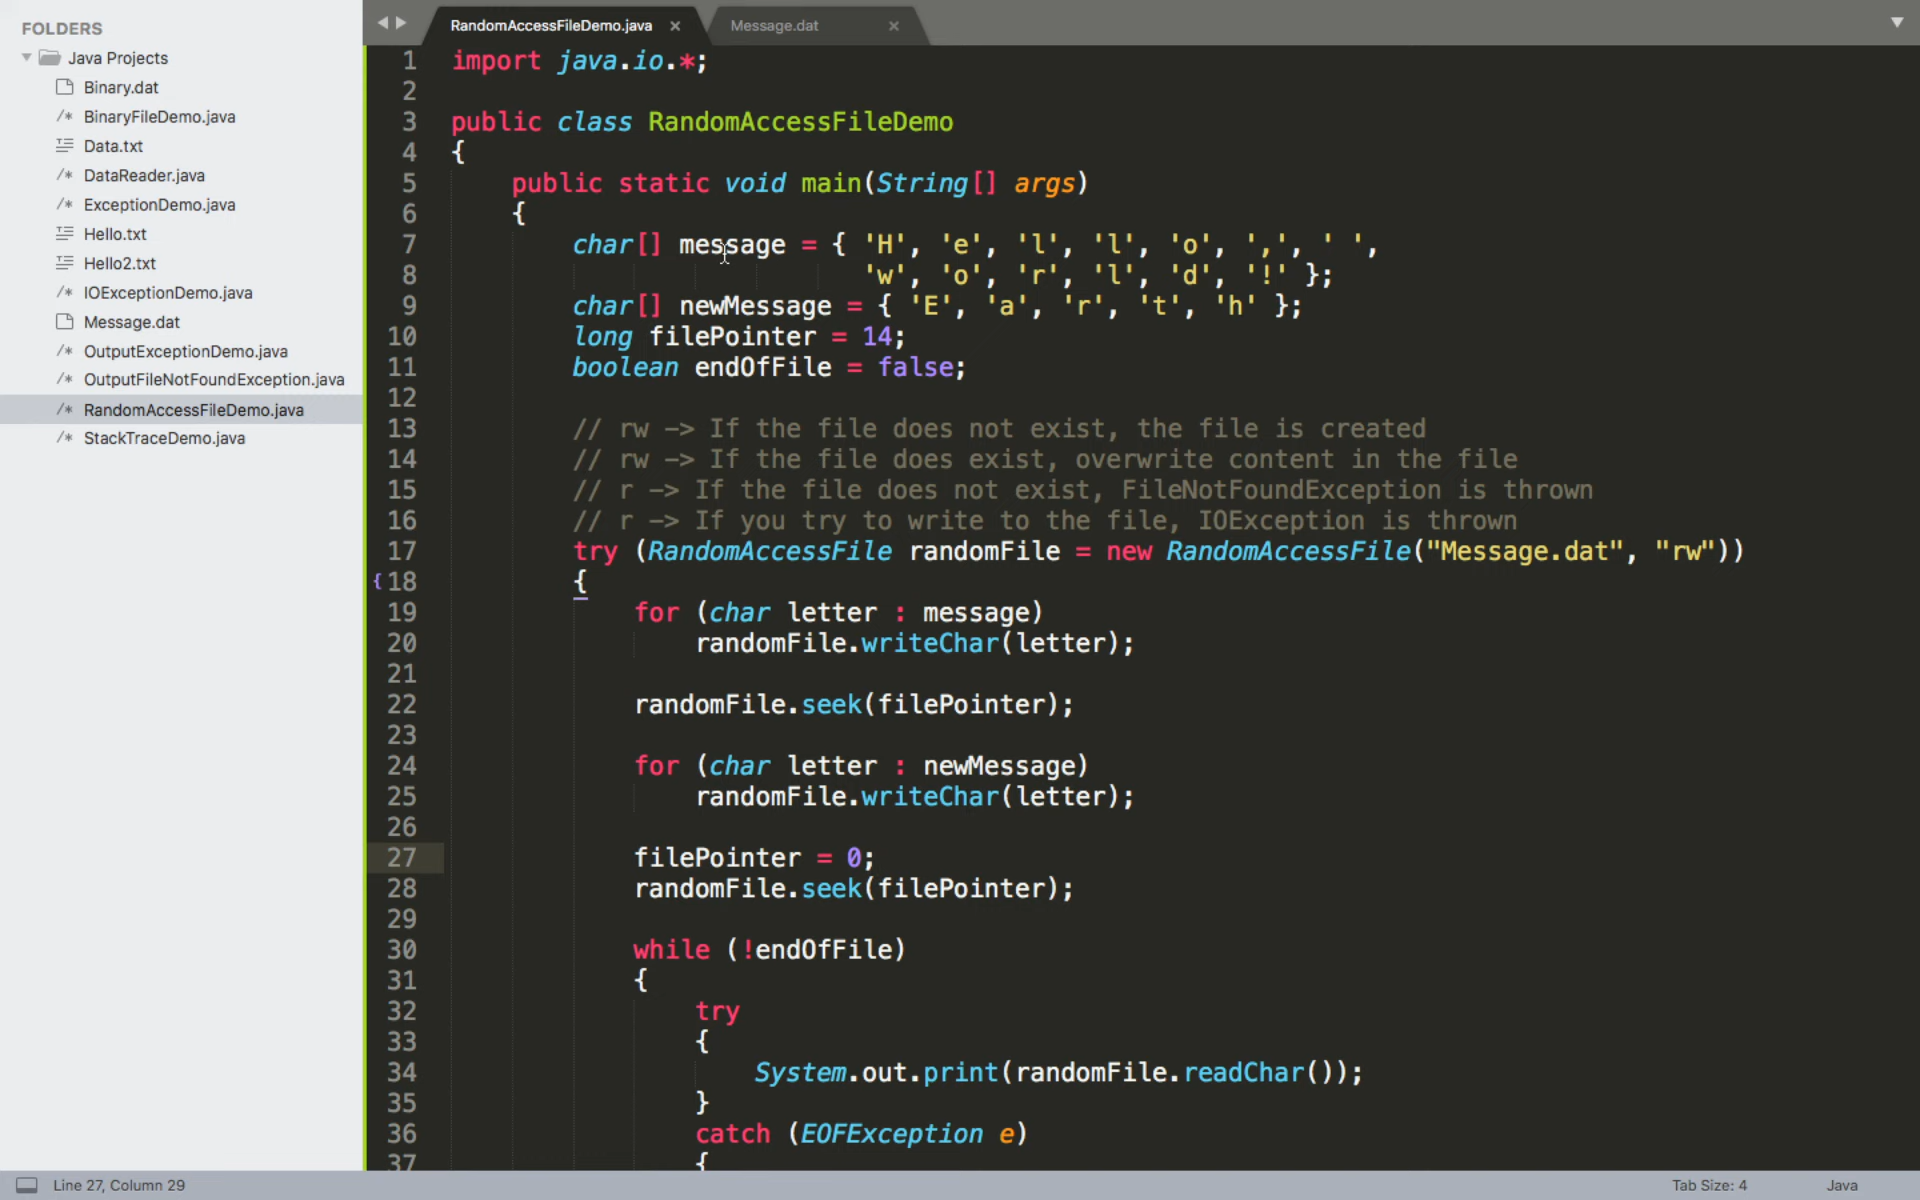 FOLDERS
Java Projects
Binary.dat
/* BinaryFileDemo.java
Data.txt
/* DataReader.java
/* ExceptionDemo.java
Hello.txt
Hello2.txt
/* IOExceptionDemo.java
Message.dat
/* OutputExceptionDemo.java
/* OutputFileNotFoundException.java
/* RandomAccessFileDemo.java
/* StackTraceDemo.java
RandomAccessFileDemo.java × Message.dat ×
1 import java.io.*;
2
3 public class RandomAccessFileDemo
4 {
5 public static void main(String[] args)
6 {
7 char[] message = { 'H', 'e', 'l', 'l', 'o', ',', ' ',
8 'w', 'o', 'r', 'l', 'd', '!' };
9 char[] newMessage = { 'E', 'a', 'r', 't', 'h' };
10 long filePointer = 14;
11 boolean endOfFile = false;
12
13 // rw -> If the file does not exist, the file is created
14 // rw -> If the file does exist, overwrite content in the file
15 // r -> If the file does not exist, FileNotFoundException is thrown
16 // r -> If you try to write to the file, IOException is thrown
17 try (RandomAccessFile randomFile = new RandomAccessFile("Message.dat", "rw"))
{ 18 {
19 for (char letter : message)
20 randomFile.writeChar(letter);
21
22 randomFile.seek(filePointer);
23
24 for (char letter : newMessage)
25 randomFile.writeChar(letter);
26
27 filePointer = 0;
28 randomFile.seek(filePointer);
29
30 while (!endOfFile)
31 {
32 try
33 {
34 System.out.print(randomFile.readChar());
35 }
36 catch (EOFException e)
37 {
Line 27, Column 29 Tab Size: 4 Java